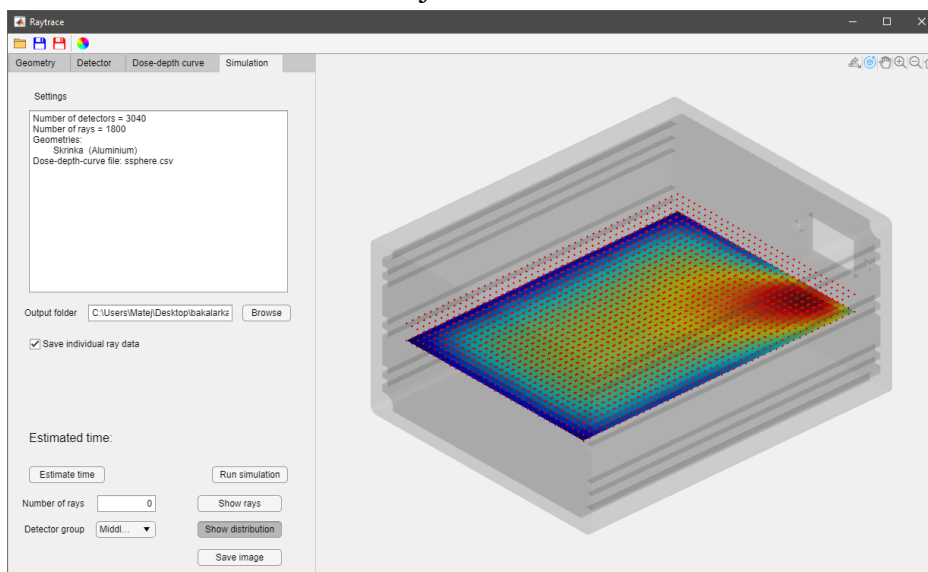 Raytrace
Geometry Detector Dose-depth curve Simulation
Settings
Number of detectors = 3040
Number of rays = 1800
Geometries:
Skrinka (Aluminium)
Dose-depth-curve file: ssphere.csv
Output folder C:\Users\Matej\Desktop\bakalarka Browse
Save individual ray data
Estimated time:
Estimate time Run simulation
Number of rays 0 Show rays
Detector group Middl... Show distribution
Save image